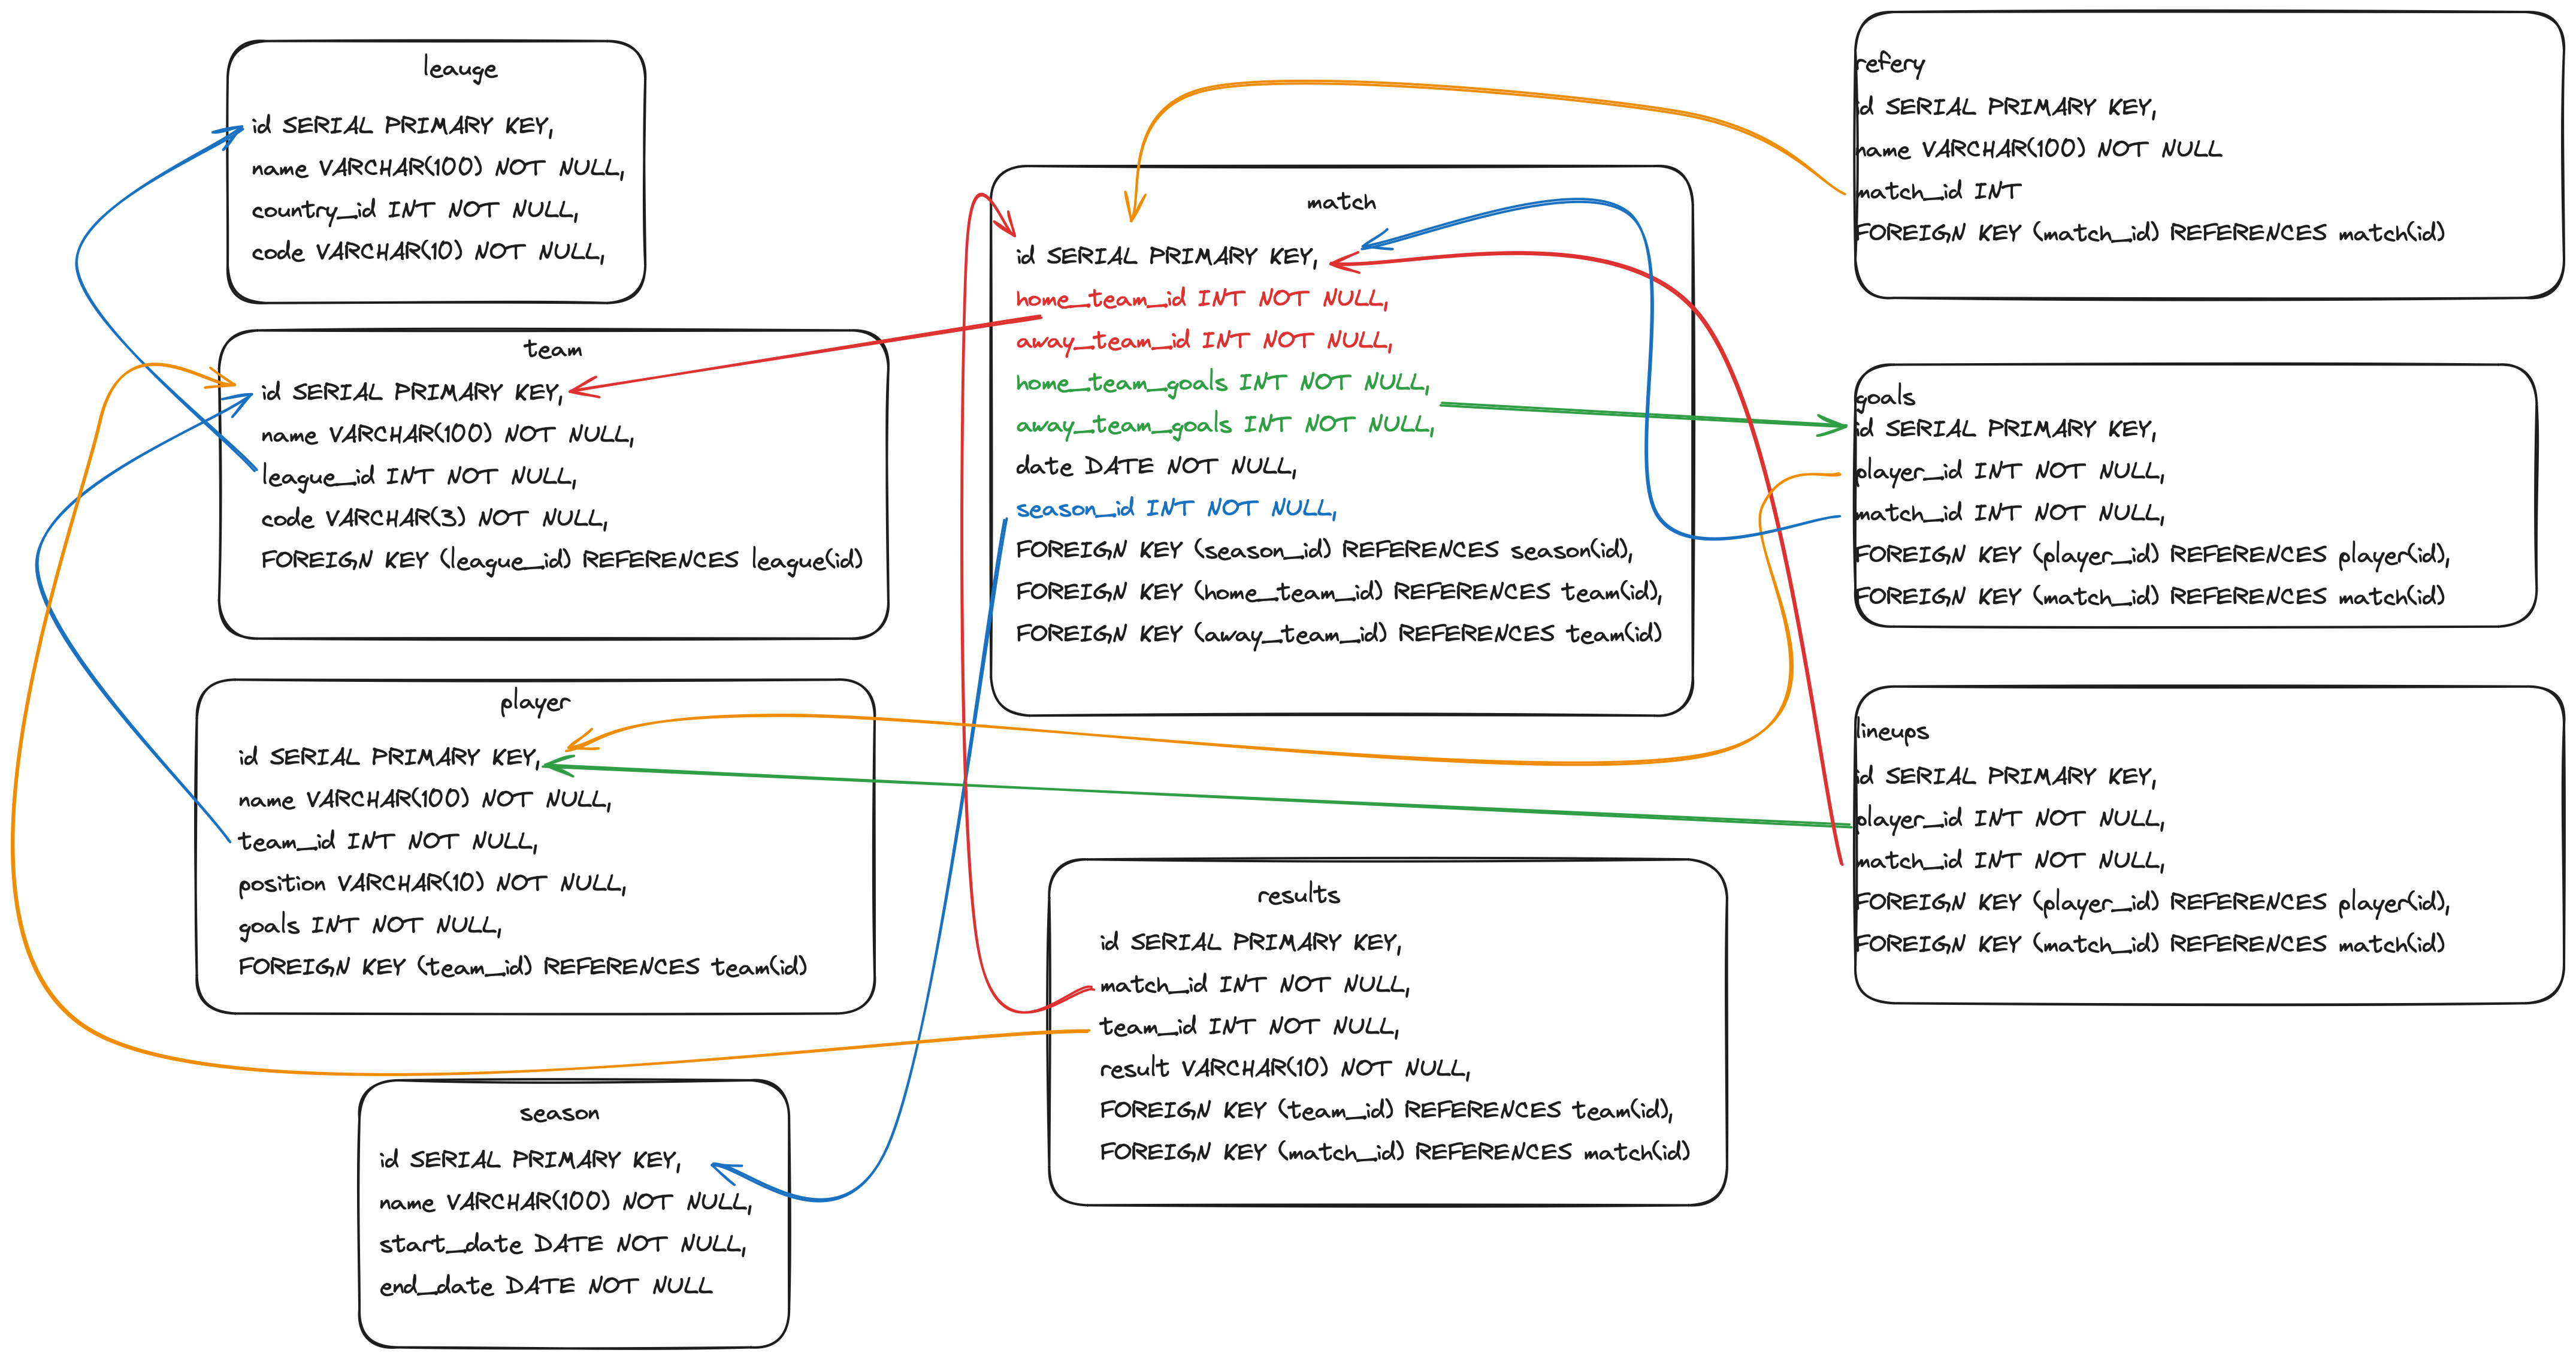 leauge
id SERIAL PRIMARY KEY,
name VARCHAR(100) NOT NULL,
country_id INT NOT NULL,
code VARCHAR(10) NOT NULL,
team
id SERIAL PRIMARY KEY,
name VARCHAR(100) NOT NULL,
league_id INT NOT NULL,
code VARCHAR(3) NOT NULL,
FOREIGN KEY (league_id) REFERENCES league(id)
player
id SERIAL PRIMARY KEY,
name VARCHAR(100) NOT NULL,
team_id INT NOT NULL,
position VARCHAR(10) NOT NULL,
goals INT NOT NULL,
FOREIGN KEY (team_id) REFERENCES team(id)
season
id SERIAL PRIMARY KEY,
name VARCHAR(100) NOT NULL,
start_date DATE NOT NULL,
end_date DATE NOT NULL
match
id SERIAL PRIMARY KEY,
home_team_id INT NOT NULL,
away_team_id INT NOT NULL,
home_team_goals INT NOT NULL,
away_team_goals INT NOT NULL,
date DATE NOT NULL,
season_id INT NOT NULL,
FOREIGN KEY (season_id) REFERENCES season(id),
FOREIGN KEY (home_team_id) REFERENCES team(id),
FOREIGN KEY (away_team_id) REFERENCES team(id)
results
id SERIAL PRIMARY KEY,
match_id INT NOT NULL,
team_id INT NOT NULL,
result VARCHAR(10) NOT NULL,
FOREIGN KEY (team_id) REFERENCES team(id),
FOREIGN KEY (match_id) REFERENCES match(id)
refery
id SERIAL PRIMARY KEY,
name VARCHAR(100) NOT NULL
match_id INT
FOREIGN KEY (match_id) REFERENCES match(id)
goals
id SERIAL PRIMARY KEY,
player_id INT NOT NULL,
match_id INT NOT NULL,
FOREIGN KEY (player_id) REFERENCES player(id),
FOREIGN KEY (match_id) REFERENCES match(id)
lineups
id SERIAL PRIMARY KEY,
player_id INT NOT NULL,
match_id INT NOT NULL,
FOREIGN KEY (player_id) REFERENCES player(id),
FOREIGN KEY (match_id) REFERENCES match(id)